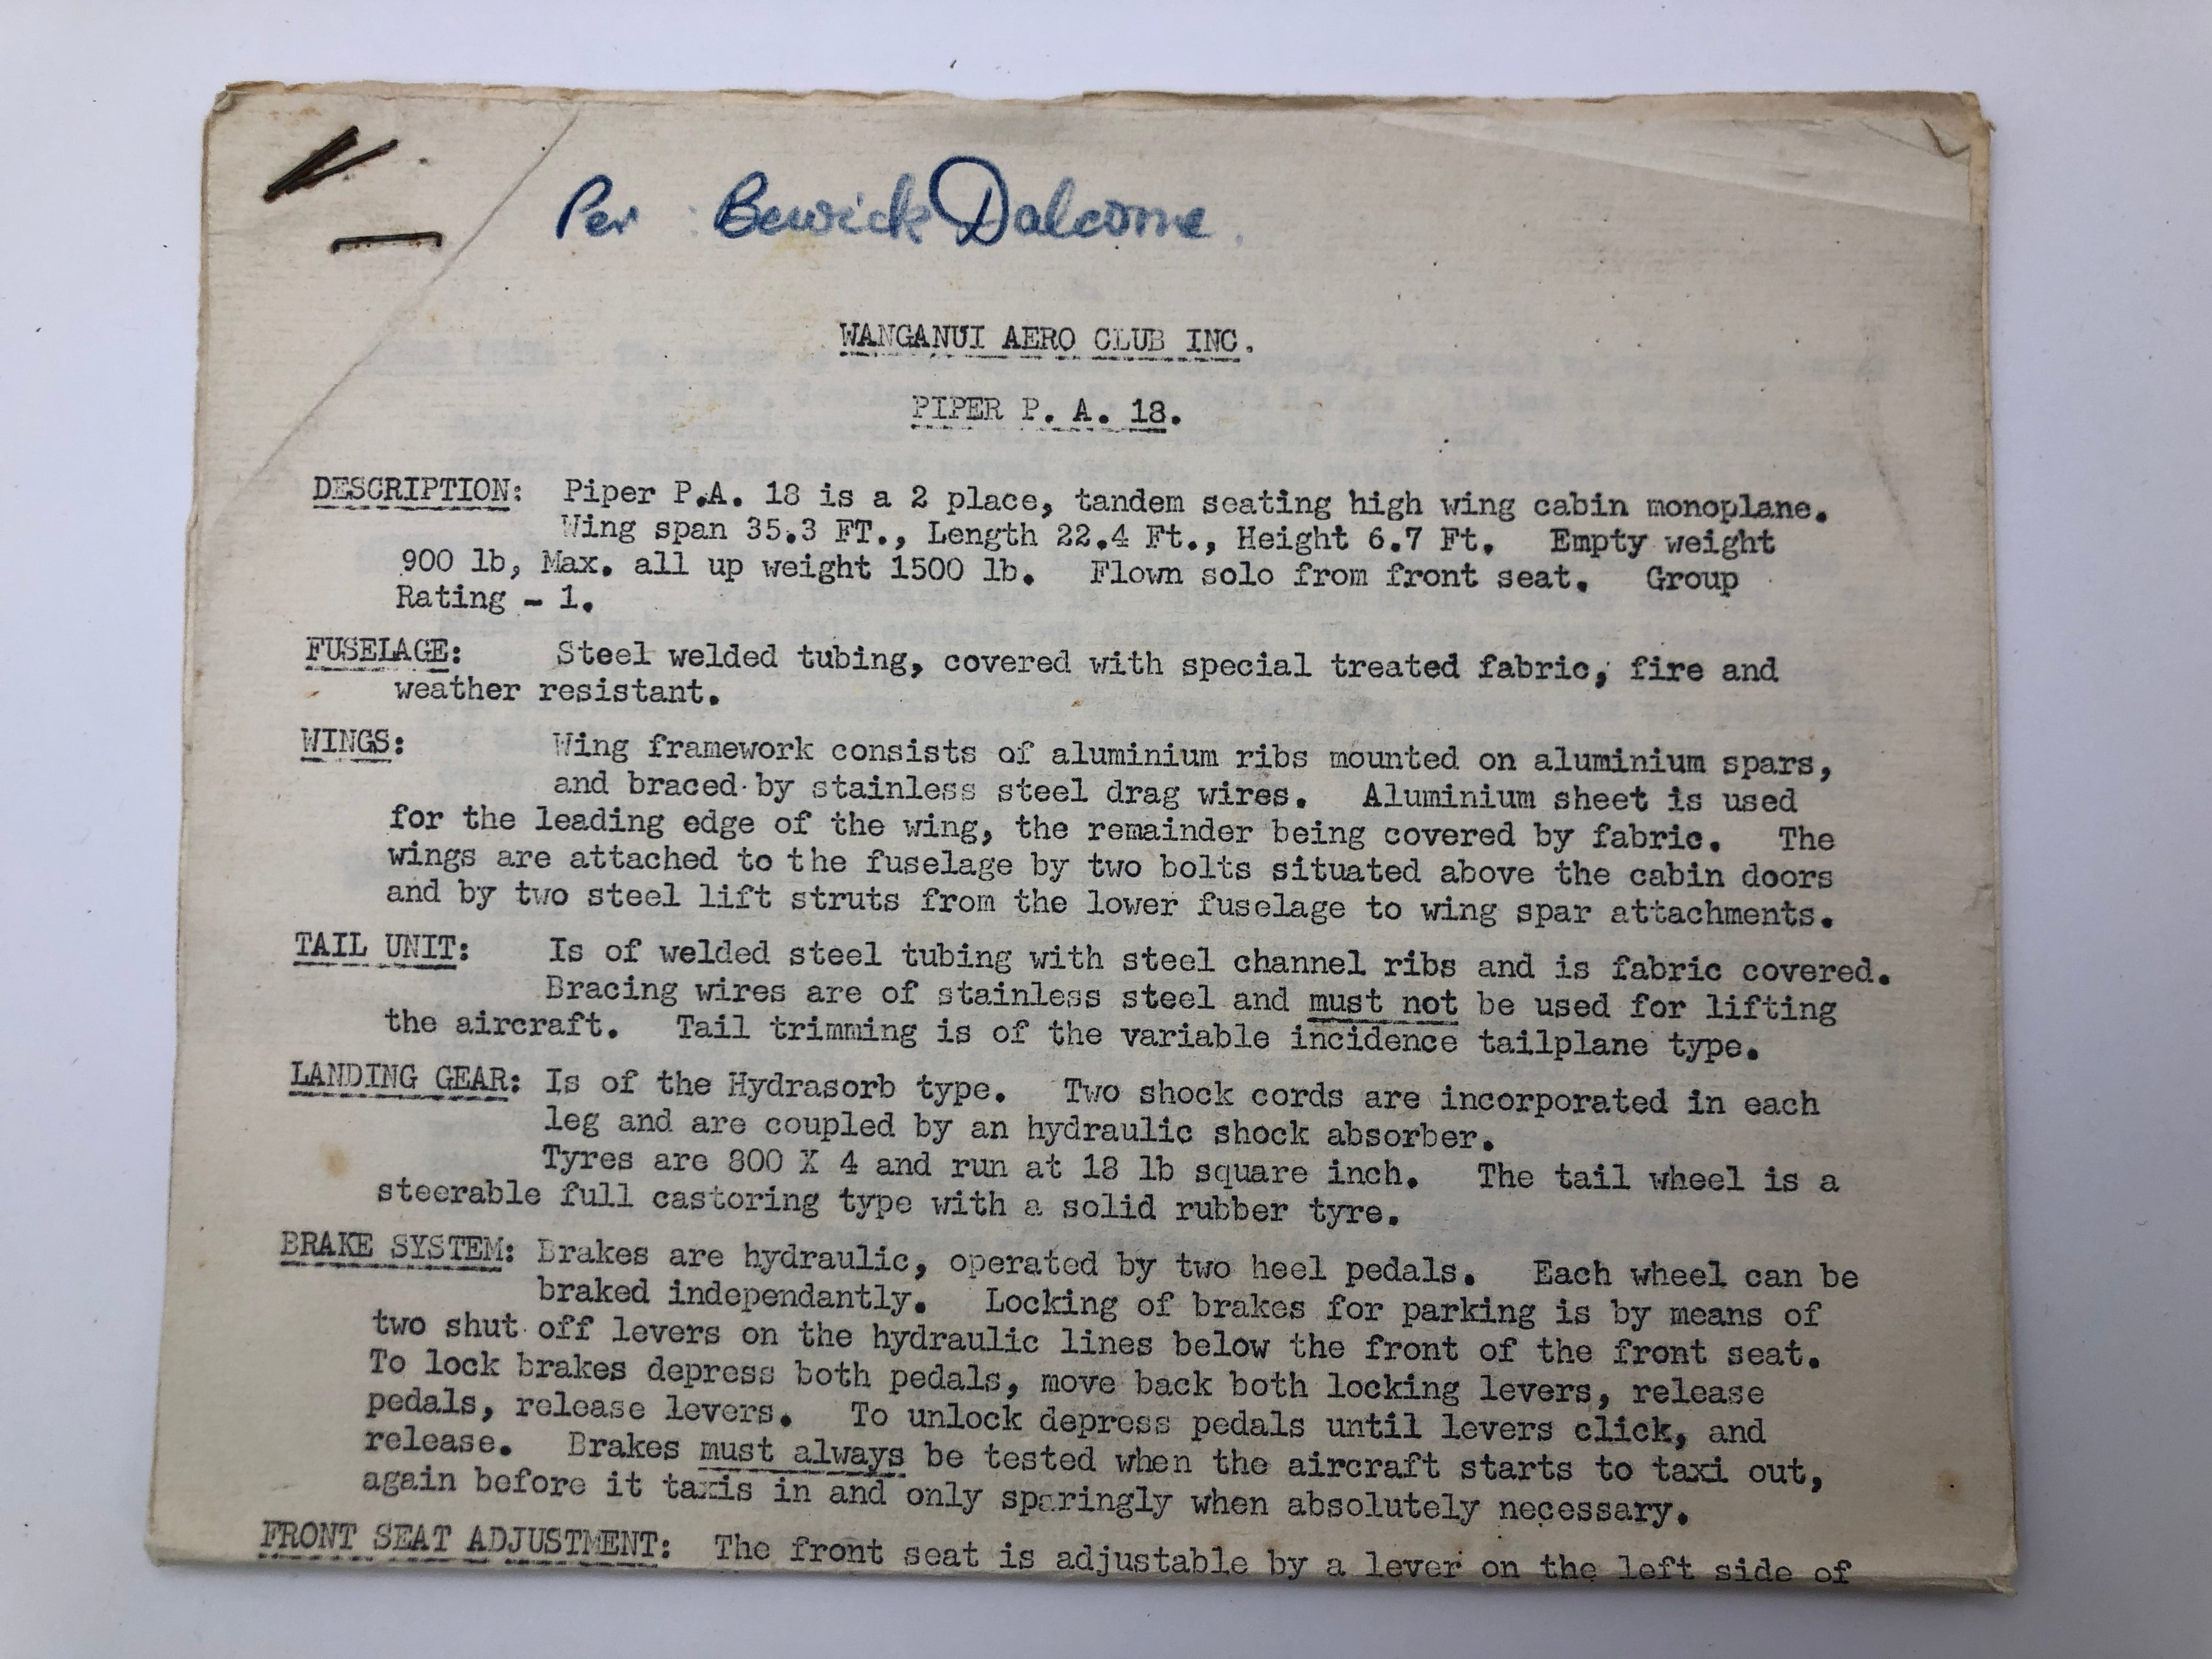 Per Bewick Dalcome.
WANGANUI AERO CLUB INC.
PIPER P. A. 18.
DESCRIPTION: Piper P.A. 18 is a 2 place, tandem seating high wing cabin monoplane.
Wing span 35.3 FT., Length 22.4 Ft., Height 6.7 Ft. Empty weight
900 lb, Max. all up weight 1500 lb. Flown solo from front seat. Group
Rating - 1.
FUSELAGE: Steel welded tubing, covered with special treated fabric, fire and
weather resistant.
WINGS: Wing framework consists of aluminium ribs mounted on aluminium spars,
and braced by stainless steel drag wires. Aluminium sheet is used
for the leading edge of the wing, the remainder being covered by fabric. The
wings are attached to the fuselage by two bolts situated above the cabin doors
and by two steel lift struts from the lower fuselage to wing spar attachments.
TAIL UNIT: Is of welded steel tubing with steel channel ribs and is fabric covered.
Bracing wires are of stainless steel and must not be used for lifting
the aircraft. Tail trimming is of the variable incidence tailplane type.
LANDING GEAR: Is of the Hydrasorb type. Two shock cords are incorporated in each
leg and are coupled by an hydraulic shock absorber.
Tyres are 800 X 4 and run at 18 lb square inch. The tail wheel is a
steerable full castoring type with a solid rubber tyre.
BRAKE SYSTEM: Brakes are hydraulic, operated by two heel pedals. Each wheel can be
braked independantly. Locking of brakes for parking is by means of
two shut off levers on the hydraulic lines below the front of the front seat.
To lock brakes depress both pedals, move back both locking levers, release
pedals, release levers. To unlock depress pedals until levers click, and
release. Brakes must always be tested when the aircraft starts to taxi out,
again before it taxis in and only sparingly when absolutely necessary.
FRONT SEAT ADJUSTMENT: The front seat is adjustable by a lever on the left side of